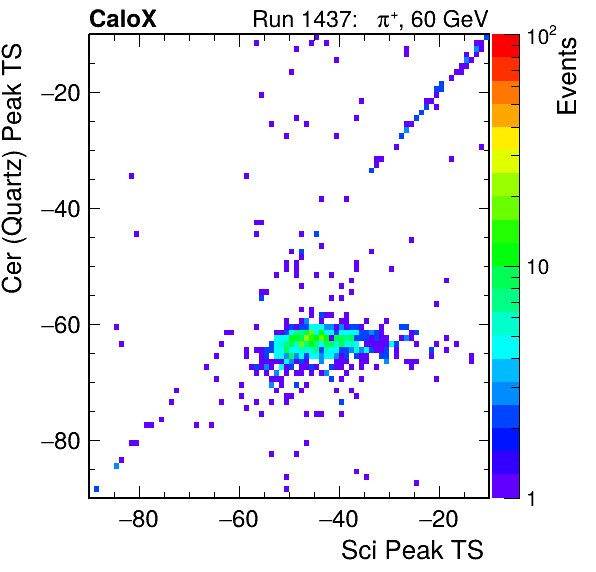 CaloX Run 1437: π⁺, 60 GeV
Cer (Quartz) Peak TS
−20
−40
−60
−80
−80 −60 −40 −20
Sci Peak TS
10²
10
1
Events